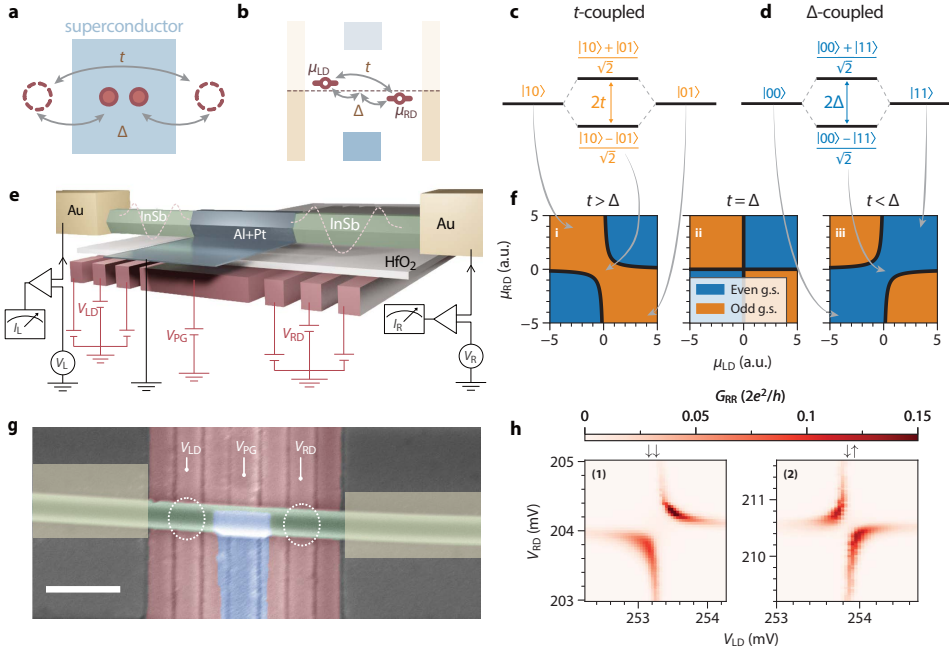 a
superconductor
t
Δ
b
μLD
t
Δ
μRD
c
t-coupled
|10⟩ + |01⟩
√2
|10⟩
2t
|01⟩
|10⟩ − |01⟩
√2
d
Δ-coupled
|00⟩ + |11⟩
√2
|00⟩
2Δ
|11⟩
|00⟩ − |11⟩
√2
e
Au
InSb
Al+Pt
InSb
Au
HfO2
IL
VLD
VPG
VRD
IR
VL
VR
f
t > Δ
t = Δ
t < Δ
i
ii
iii
μRD (a.u.)
5
0
−5
Even g.s.
Odd g.s.
−5 0 5
−5 0 5
−5 0 5
μLD (a.u.)
g
VLD
VPG
VRD
h
GRR (2e²/h)
0 0.05 0.1 0.15
↓↓
↓↑
(1)
(2)
VRD (mV)
205
204
203
211
210
253 254
253 254
VLD (mV)